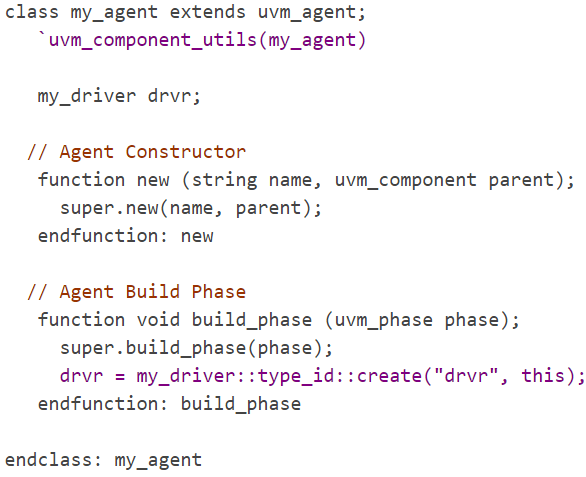 class my_agent extends uvm_agent;
`uvm_component_utils(my_agent)
my_driver drvr;
// Agent Constructor
function new (string name, uvm_component parent);
super.new(name, parent);
endfunction: new
// Agent Build Phase
function void build_phase (uvm_phase phase);
super.build_phase(phase);
drvr = my_driver::type_id::create("drvr", this);
endfunction: build_phase
endclass: my_agent